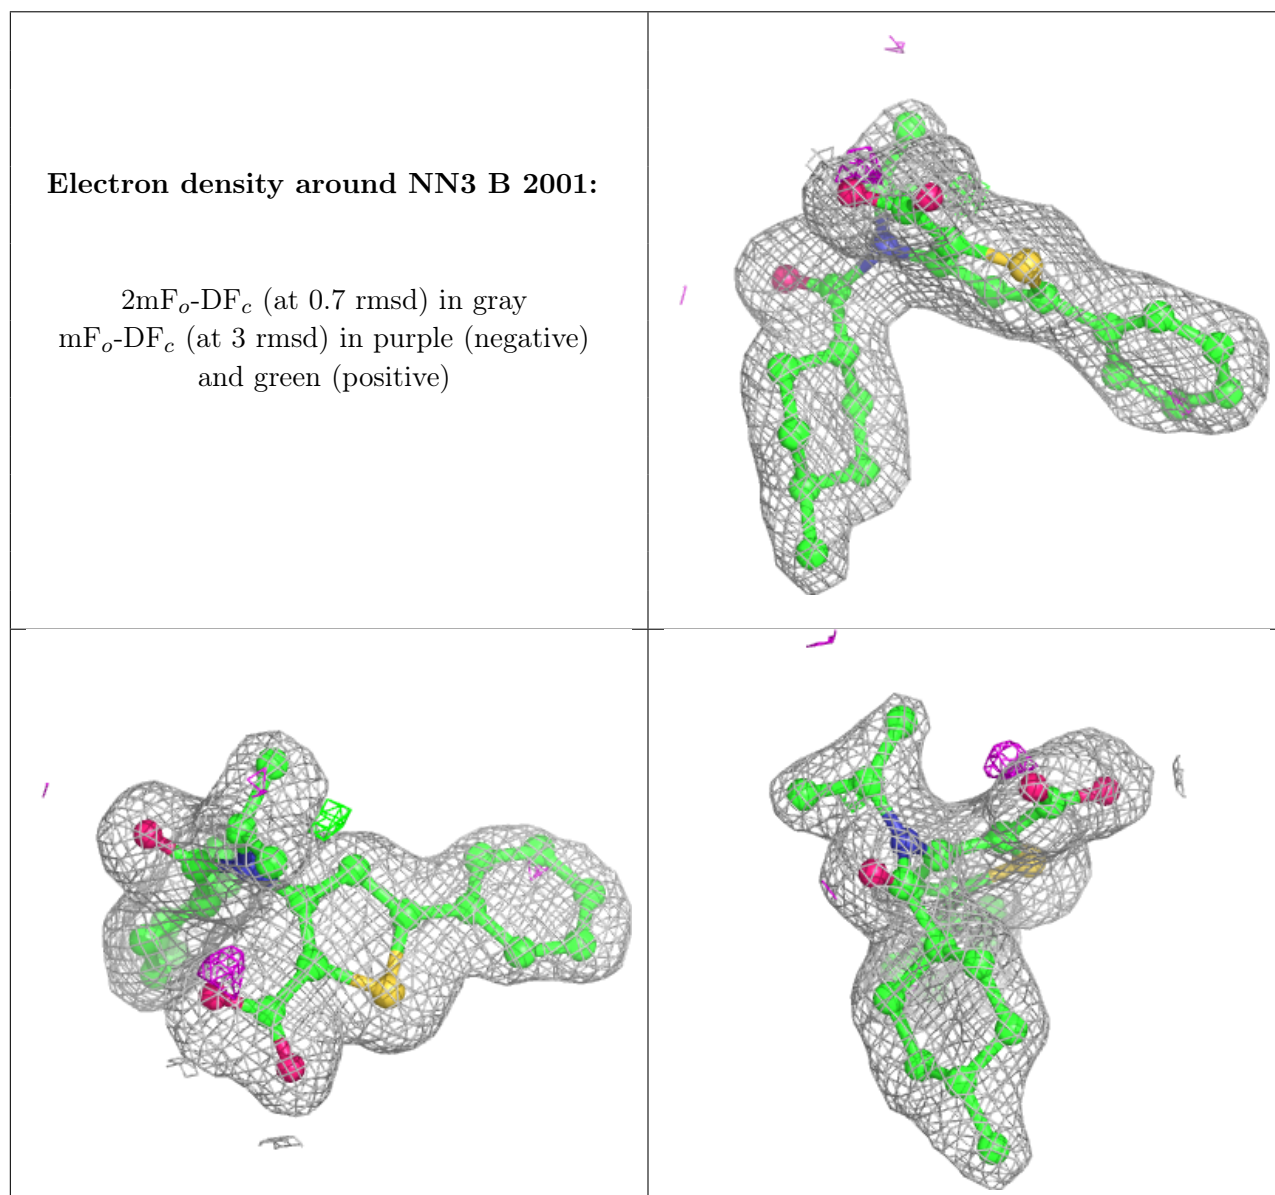 Electron density around NN3 B 2001:
2mFo-DFc (at 0.7 rmsd) in gray
mFo-DFc (at 3 rmsd) in purple (negative)
and green (positive)